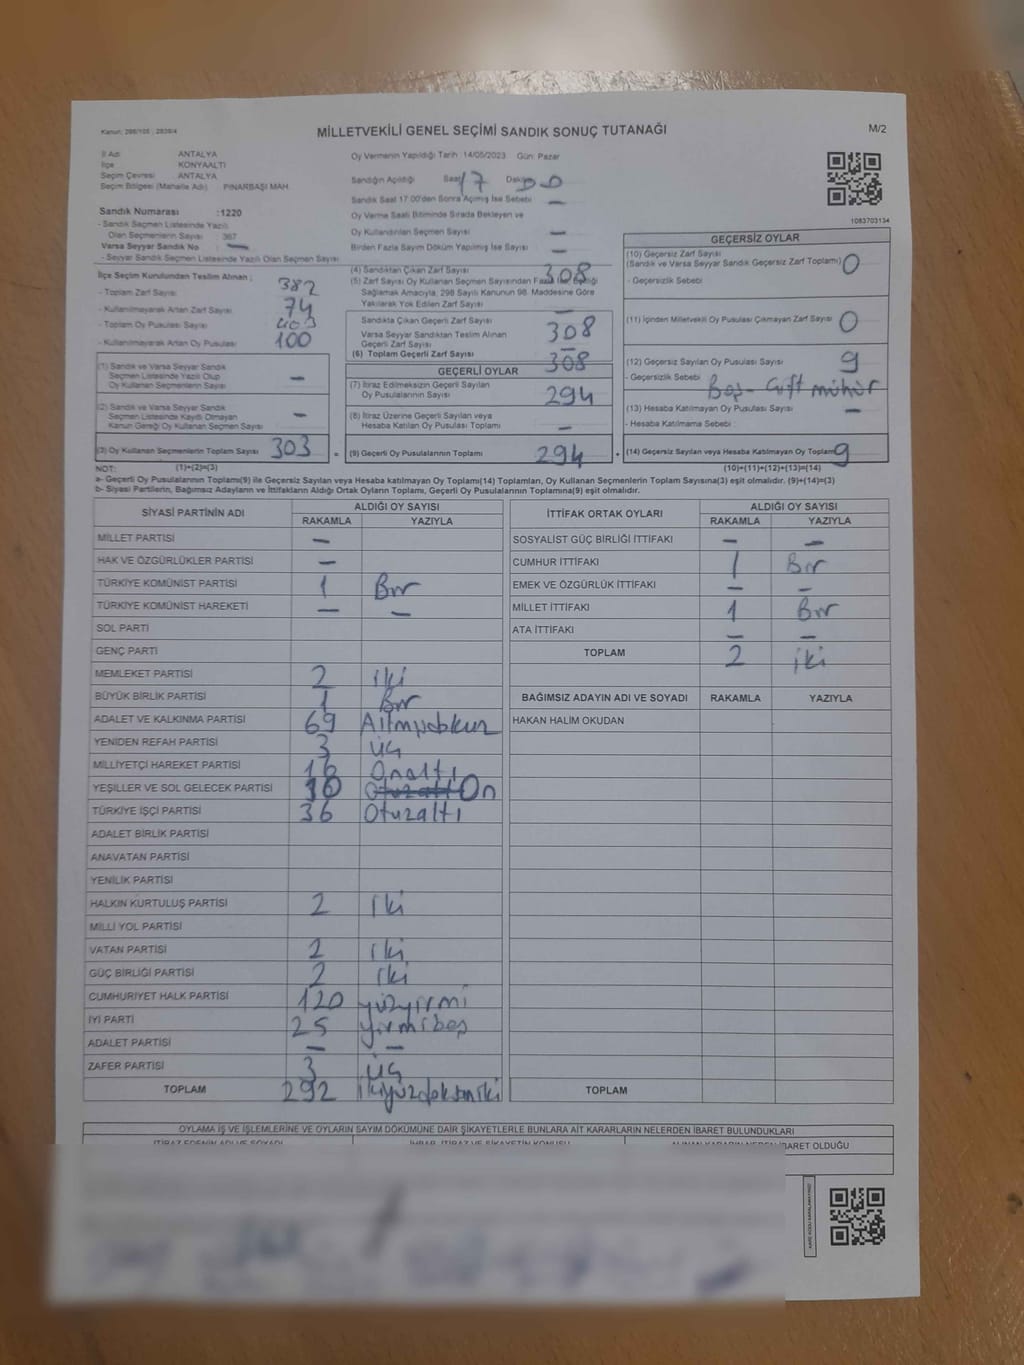 Kanun: 298/105 ; 2839/4
MİLLETVEKİLİ GENEL SEÇİMİ SANDIK SONUÇ TUTANAĞI
M/2
İl Adı ANTALYA
İlçe KONYAALTI
Seçim Çevresi ANTALYA
Seçim Bölgesi (Mahalle Adı) PINARBAŞI MAH.
Sandık Numarası :1220
- Sandık Seçmen Listesinde Yazılı
Olan Seçmenlerin Sayısı : 367
Varsa Seyyar Sandık No —
- Seyyar Sandık Seçmen Listesinde Yazılı Olan Seçmen Sayısı
Oy Vermenin Yapıldığı Tarih :14/05/2023 Gün: Pazar
Sandığın Açıldığı Saat 17
Sandık Saat 17:00'den Sonra Açılmış İse Sebebi —
Oy Verme Saati Bitiminde Sırada Bekleyen ve
Oy Kullandırılan Seçmen Sayısı —
Birden Fazla Sayım Döküm Yapılmış İse Sayısı —
1083703134
İlçe Seçim Kurulundan Teslim Alınan ;
- Toplam Zarf Sayısı 382
- Kullanılmayarak Artan Zarf Sayısı 74
- Toplam Oy Pusulası Sayısı 403
- Kullanılmayarak Artan Oy Pusulası 100
(1) Sandık ve Varsa Seyyar Sandık
Seçmen Listesinde Yazılı Olup
Oy Kullanan Seçmenlerin Sayısı —
(2) Sandık ve Varsa Seyyar Sandık
Seçmen Listesinde Kayıtlı Olmayan
Kanun Gereği Oy Kullanan Seçmen Sayısı —
(3) Oy Kullanan Seçmenlerin Toplam Sayısı 303
(4) Sandıktan Çıkan Zarf Sayısı 308
(5) Zarf Sayısı Oy Kullanan Seçmen Sayısından
Sağlamak Amacıyla, 298 Sayılı Kanunun 98. Maddesine Göre
Yakılarak Yok Edilen Zarf Sayısı —
Sandıkta Çıkan Geçerli Zarf Sayısı 308
Varsa Seyyar Sandıktan Teslim Alınan
Geçerli Zarf Sayısı —
(6) Toplam Geçerli Zarf Sayısı 308
GEÇERLİ OYLAR
(7) İtiraz Edilmeksizin Geçerli Sayılan
Oy Pusulalarının Sayısı 294
(8) İtiraz Üzerine Geçerli Sayılan veya
Hesaba Katılan Oy Pusulası Toplamı —
= (9) Geçerli Oy Pusulalarının Toplamı 294
GEÇERSİZ OYLAR
(10) Geçersiz Zarf Sayısı
(Sandık ve Varsa Seyyar Sandık Geçersiz Zarf Toplamı) 0
- Geçersizlik Sebebi
(11) İçinden Milletvekili Oy Pusulası Çıkmayan Zarf Sayısı 0
(12) Geçersiz Sayılan Oy Pusulası Sayısı 9
- Geçersizlik Sebebi Boş - Çift mühür
(13) Hesaba Katılmayan Oy Pusulası Sayısı —
- Hesaba Katılmama Sebebi :
+ (14) Geçersiz Sayılan veya Hesaba Katılmayan Oy Toplamı 9
NOT: (1)+(2)=(3) (10)+(11)+(12)+(13)=(14)
a- Geçerli Oy Pusulalarının Toplamı(9) ile Geçersiz Sayılan veya Hesaba katılmayan Oy Toplamı(14) Toplamları, Oy Kullanan Seçmenlerin Toplam Sayısına(3) eşit olmalıdır. (9)+(14)=(3)
b- Siyasi Partilerin, Bağımsız Adayların ve İttifakların Aldığı Ortak Oyların Toplamı, Geçerli Oy Pusulalarının Toplamına(9) eşit olmalıdır.
SİYASİ PARTİNİN ADI ALDIĞI OY SAYISI
RAKAMLA YAZIYLA
MİLLET PARTİSİ —
HAK VE ÖZGÜRLÜKLER PARTİSİ —
TÜRKİYE KOMÜNİST PARTİSİ 1 Bir
TÜRKİYE KOMÜNİST HAREKETİ — —
SOL PARTİ
GENÇ PARTİ
MEMLEKET PARTİSİ 2 iki
BÜYÜK BİRLİK PARTİSİ 1 Bir
ADALET VE KALKINMA PARTİSİ 69
YENİDEN REFAH PARTİSİ 3 üç
MİLLİYETÇİ HAREKET PARTİSİ 16 Onaltı
YEŞİLLER VE SOL GELECEK PARTİSİ 10 Otuzaltı On
TÜRKİYE İŞÇİ PARTİSİ 36 Otuzaltı
ADALET BİRLİK PARTİSİ
ANAVATAN PARTİSİ
YENİLİK PARTİSİ
HALKIN KURTULUŞ PARTİSİ 2 iki
MİLLİ YOL PARTİSİ
VATAN PARTİSİ 2 iki
GÜÇ BİRLİĞİ PARTİSİ 2 iki
CUMHURİYET HALK PARTİSİ 120 yüzyirmi
İYİ PARTİ 25 yirmibeş
ADALET PARTİSİ — —
ZAFER PARTİSİ 3 üç
TOPLAM 292 ikiyüzdoksaniki
İTTİFAK ORTAK OYLARI ALDIĞI OY SAYISI
RAKAMLA YAZIYLA
SOSYALİST GÜÇ BİRLİĞİ İTTİFAKI — —
CUMHUR İTTİFAKI 1 Bir
EMEK VE ÖZGÜRLÜK İTTİFAKI — —
MİLLET İTTİFAKI 1 Bir
ATA İTTİFAKI — —
TOPLAM 2 iki
BAĞIMSIZ ADAYIN ADI VE SOYADI RAKAMLA YAZIYLA
HAKAN HALİM OKUDAN
TOPLAM
OYLAMA İŞ VE İŞLEMLERİNE VE OYLARIN SAYIM DÖKÜMÜNE DAİR ŞİKAYETLERLE BUNLARA AİT KARARLARIN NELERDEN İBARET BULUNDUKLARI
İTİRAZ EDENİN ADI VE SOYADI İHBAR, İTİRAZ VE ŞİKAYETİN KONUSU ALINAN KARARIN NEDEN İBARET OLDUĞU